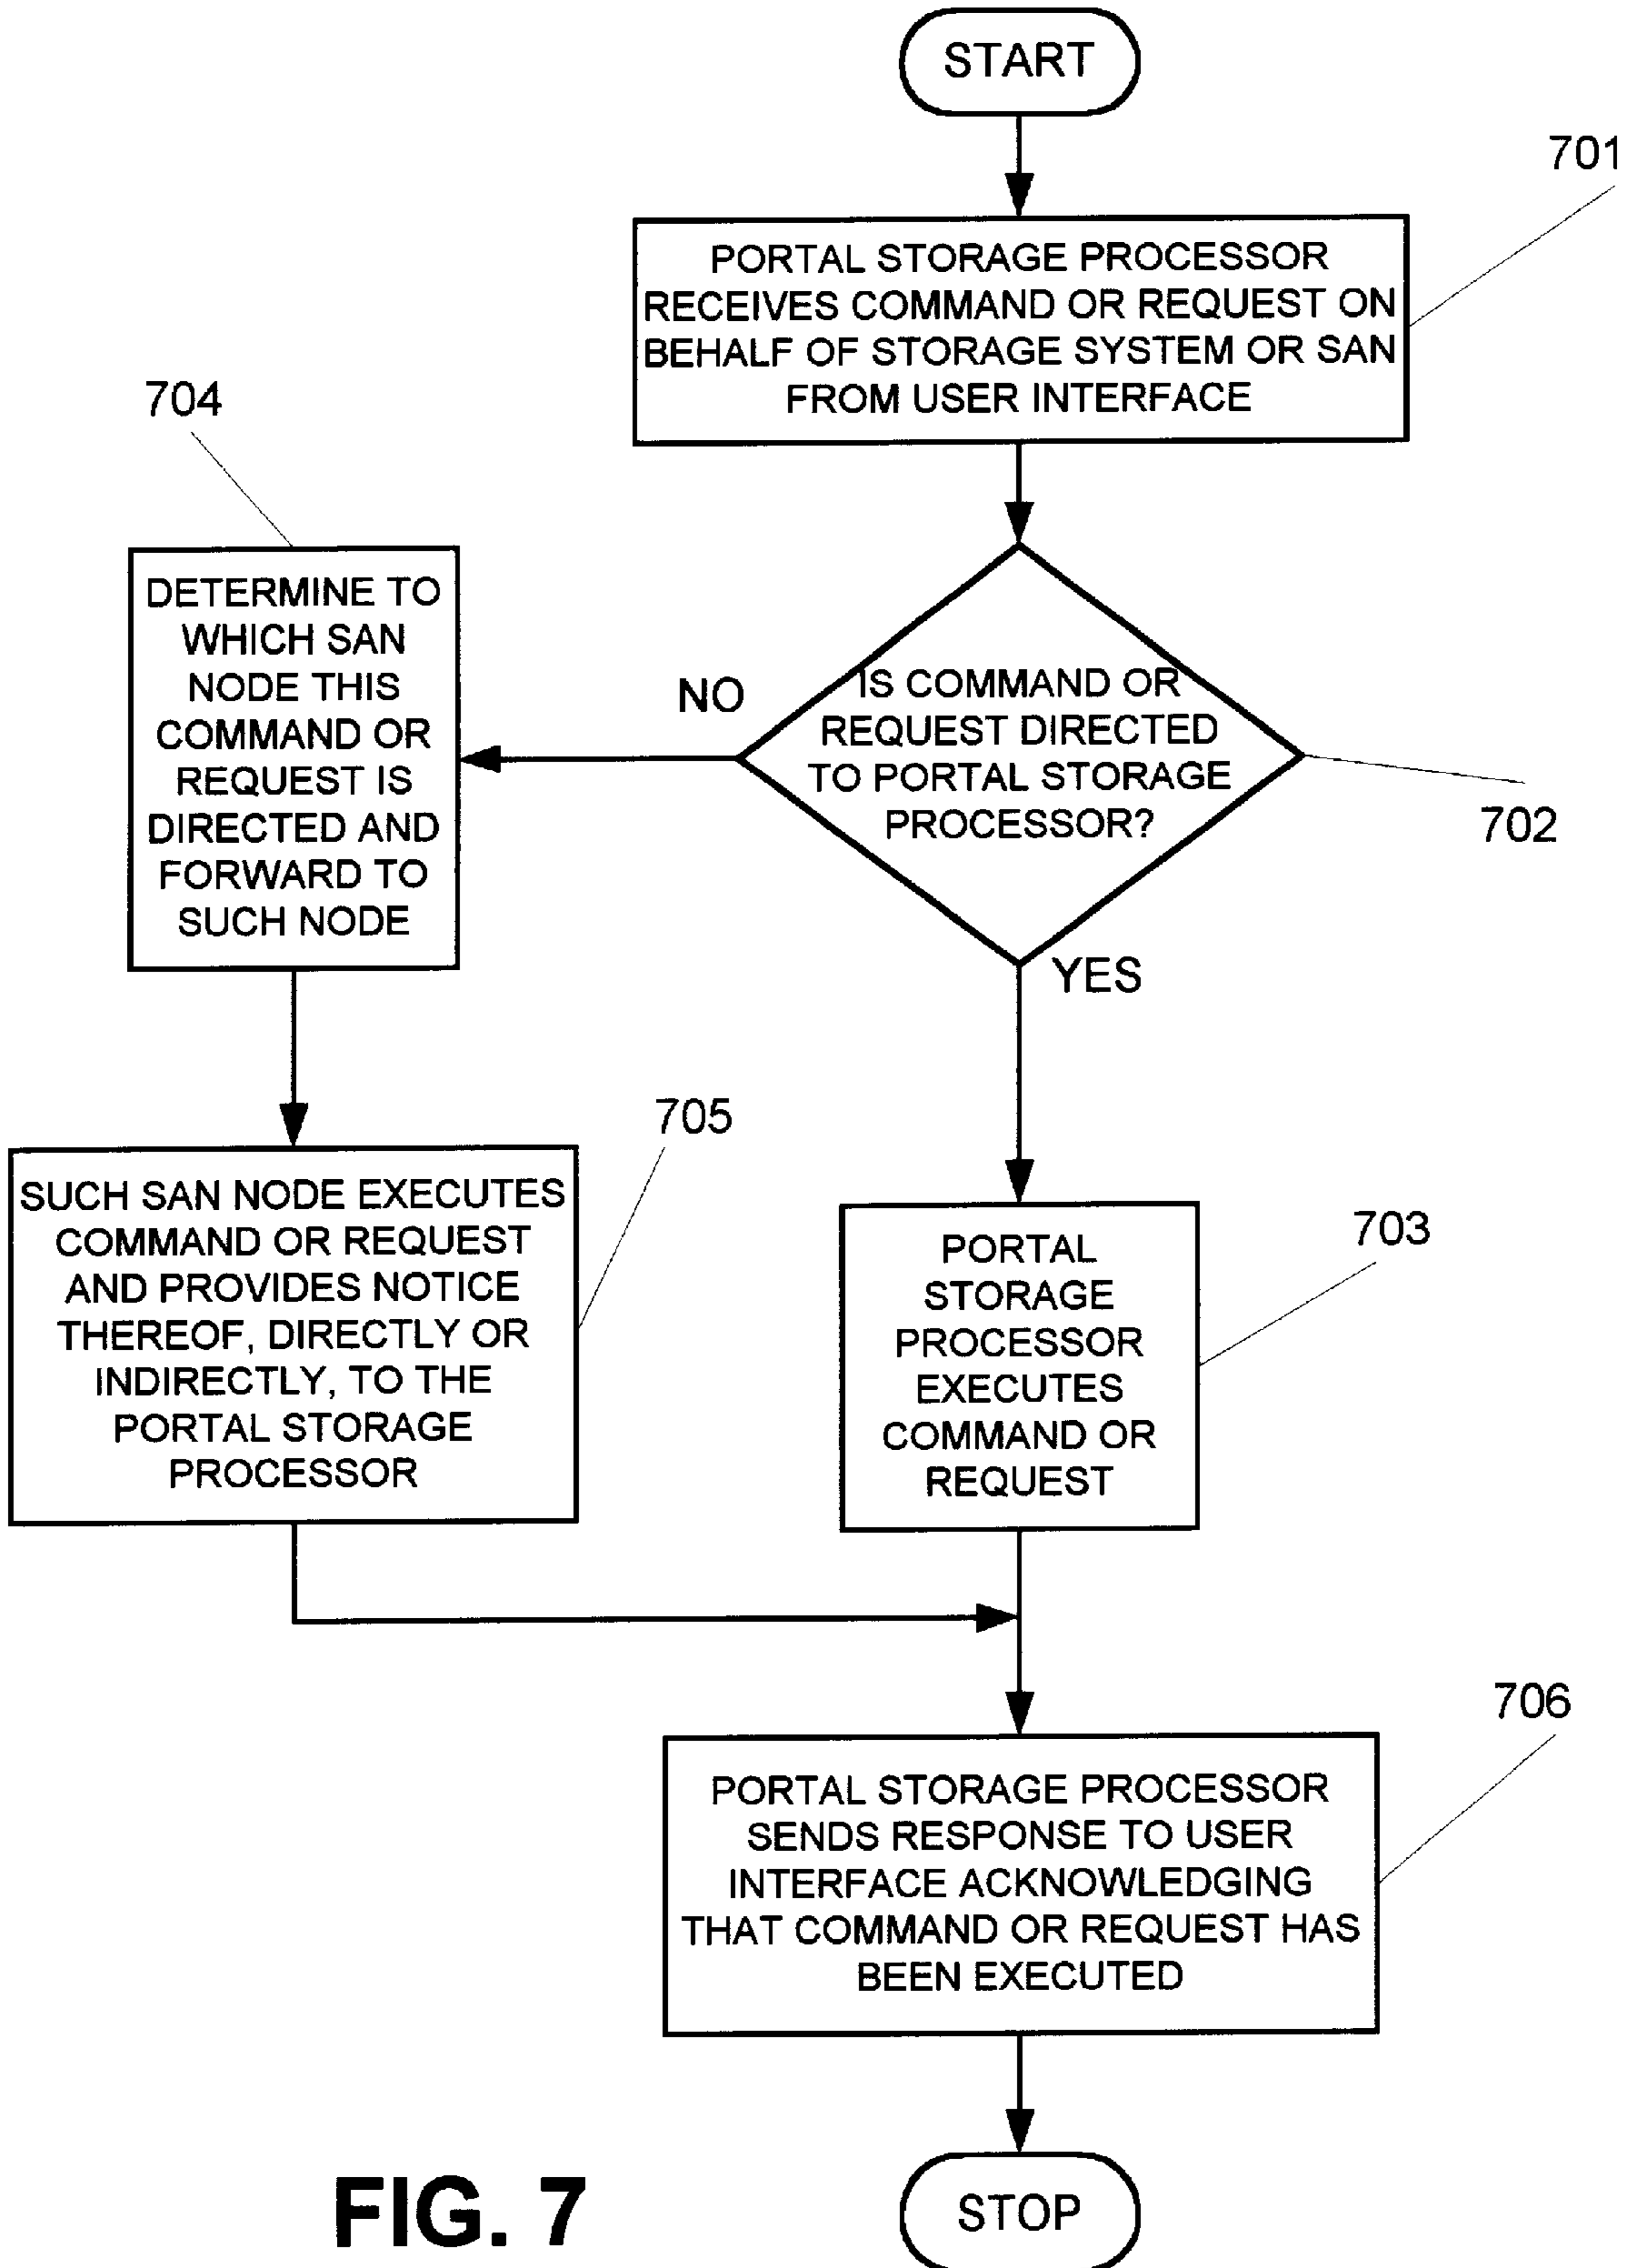 START
701
PORTAL STORAGE PROCESSOR
RECEIVES COMMAND OR REQUEST ON
BEHALF OF STORAGE SYSTEM OR SAN
FROM USER INTERFACE
704
DETERMINE TO
WHICH SAN
NODE THIS
COMMAND OR
REQUEST IS
DIRECTED AND
FORWARD TO
SUCH NODE
NO
IS COMMAND OR
REQUEST DIRECTED
TO PORTAL STORAGE
PROCESSOR?
702
YES
705
SUCH SAN NODE EXECUTES
COMMAND OR REQUEST
AND PROVIDES NOTICE
THEREOF, DIRECTLY OR
INDIRECTLY, TO THE
PORTAL STORAGE
PROCESSOR
703
PORTAL
STORAGE
PROCESSOR
EXECUTES
COMMAND OR
REQUEST
706
PORTAL STORAGE PROCESSOR
SENDS RESPONSE TO USER
INTERFACE ACKNOWLEDGING
THAT COMMAND OR REQUEST HAS
BEEN EXECUTED
FIG. 7
STOP